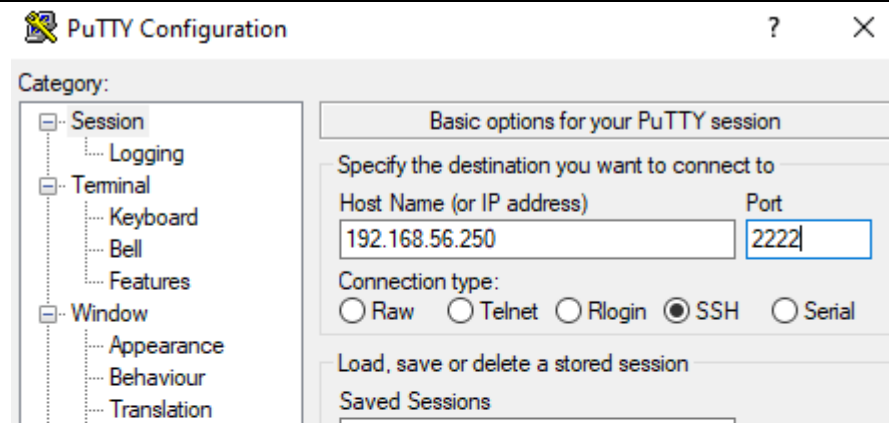 PuTTY Configuration
?
Category:
Session
Logging
Terminal
Keyboard
Bell
Features
Window
Appearance
Behaviour
Translation
Basic options for your PuTTY session
Specify the destination you want to connect to
Host Name (or IP address) Port
192.168.56.250 2222
Connection type:
Raw Telnet Rlogin SSH Serial
Load, save or delete a stored session
Saved Sessions